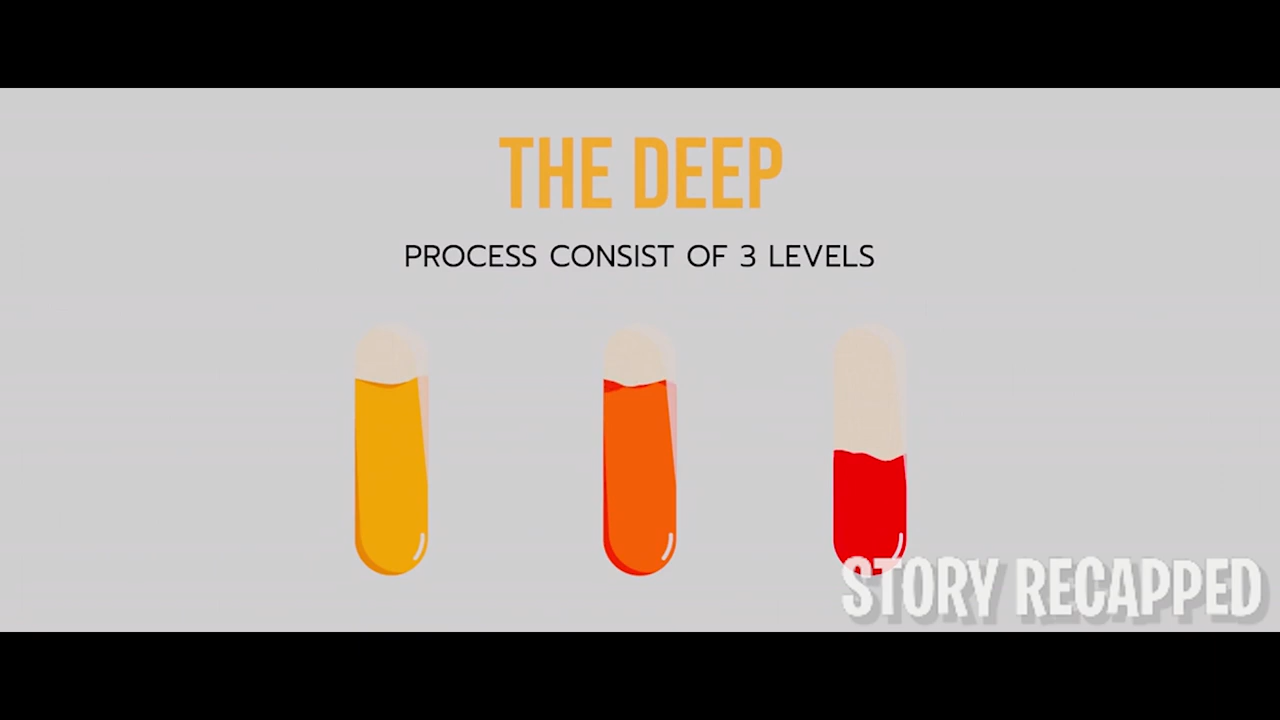 THE DEEP
PROCESS CONSIST OF 3 LEVELS
STORY RECAPPED